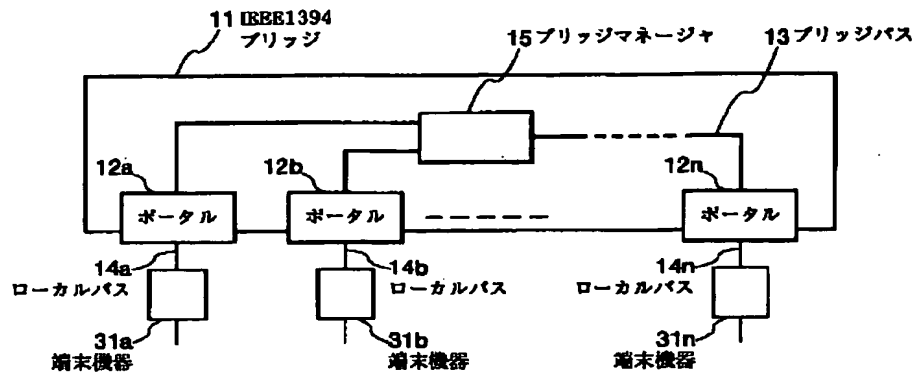 11 IEEE1394
ブリッジ
15 ブリッジマネージャ
13 ブリッジバス
12a
12b
12n
ポータル
ポータル
ポータル
14a
ローカルバス
14b
ローカルバス
14n
ローカルバス
31a
端末機器
31b
端末機器
31n
端末機器